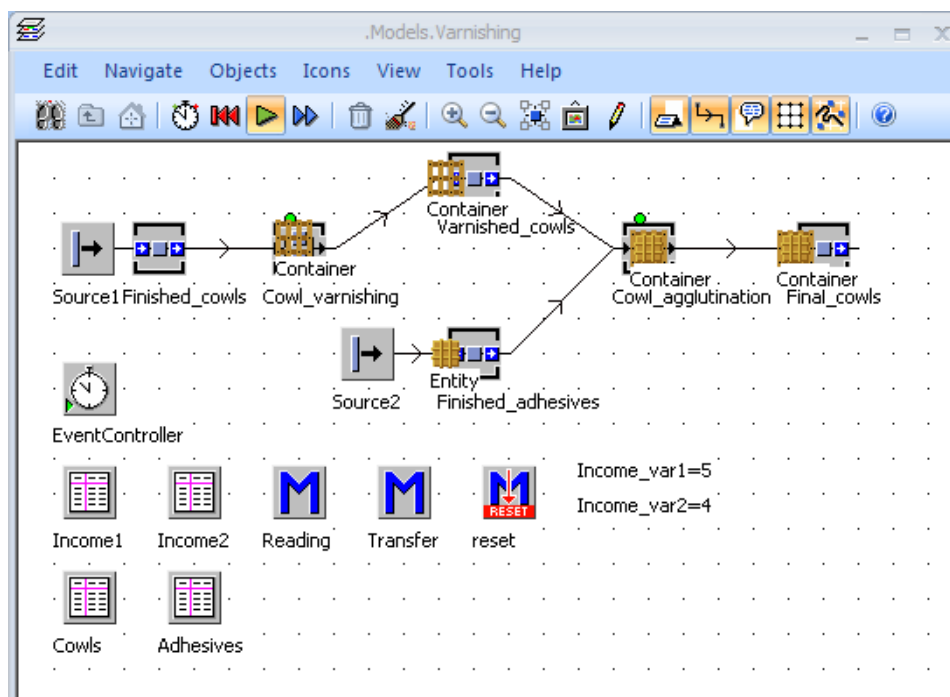 .Models.Varnishing
Edit Navigate Objects Icons View Tools Help
Container
Varnished_cowls
Container
Container
Container
Source1 Finished_cowls Cowl_varnishing Cowl_agglutination Final_cowls
Entity
Source2 Finished_adhesives
EventController
Income_var1=5
Income_var2=4
M M M
RESET
Income1 Income2 Reading Transfer reset
Cowls Adhesives